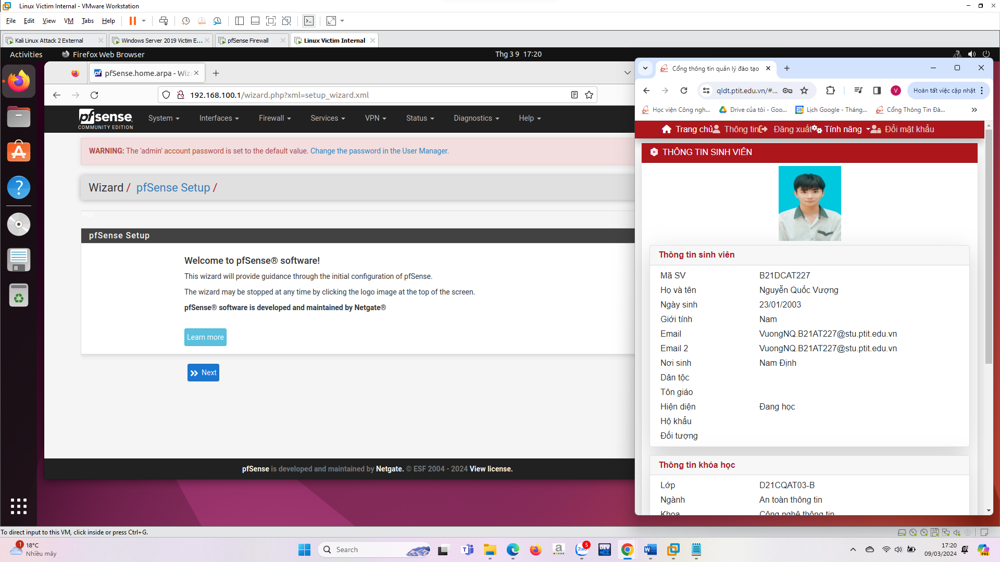 Linux Victim Internal - VMware Workstation
File Edit View VM Tabs Help
Kali Linux Attack 2 External
Windows Server 2019 Victim E...
pfSense Firewall
Linux Victim Internal
Activities
Firefox Web Browser
Thg 3 9 17:20
pfSense.home.arpa - Wiz
192.168.100.1/wizard.php?xml=setup_wizard.xml
pfsense
COMMUNITY EDITION
System
Interfaces
Firewall
Services
VPN
Status
Diagnostics
Help
WARNING: The 'admin' account password is set to the default value. Change the password in the User Manager.
Wizard / pfSense Setup /
Step
pfSense Setup
Welcome to pfSense® software!
This wizard will provide guidance through the initial configuration of pfSense.
The wizard may be stopped at any time by clicking the logo image at the top of the screen.
pfSense® software is developed and maintained by Netgate®
Learn more
Next
pfSense is developed and maintained by Netgate. © ESF 2004 - 2024 View license.
Cổng thông tin quản lý đào tạo
qldt.ptit.edu.vn/#...
V
Hoàn tất việc cập nhật
Học viện Công ngh...
Drive của tôi - Goo...
28
Lịch Google - Tháng...
Cổng Thông Tin Đà...
Trang chủ
Thông tin
Đăng xuất
Tính năng
Đổi mật khẩu
THÔNG TIN SINH VIÊN
Thông tin sinh viên
Mã SV B21DCAT227
Họ và tên Nguyễn Quốc Vượng
Ngày sinh 23/01/2003
Giới tính Nam
Email VuongNQ.B21AT227@stu.ptit.edu.vn
Email 2 VuongNQ.B21AT227@stu.ptit.edu.vn
Nơi sinh Nam Định
Dân tộc
Tôn giáo
Hiện diện Đang học
Hộ khẩu
Đối tượng
Thông tin khóa học
Lớp D21CQAT03-B
Ngành An toàn thông tin
Khoa Công nghệ thông tin
To direct input to this VM, click inside or press Ctrl+G.
1
18°C
Nhiều mây
Search
a
Zalo
5
DEV
17:20
09/03/2024
PRE